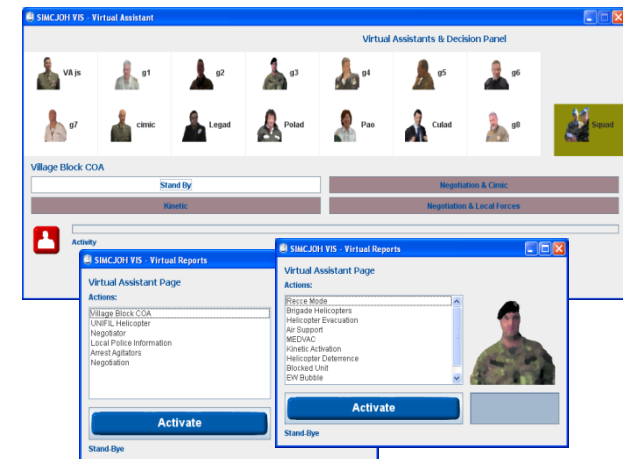 SIMCJOH VIS - Virtual Assistant
Virtual Assistants & Decision Panel
VA js g1 g2 g3 g4 g5 g6
g7 cimic Legad Polad Pao Culad g8 Squad
Village Block COA
Stand By Negotiation & Cimic
Kinetic Negotiation & Local Forces
Activity
SIMCJOH VIS - Virtual Reports
Virtual Assistant Page
Actions:
Village Block COA
UNIFIL Helicopter
Negotiator
Local Police Information
Arrest Agitators
Negotiation
Activate
Stand-Bye
SIMCJOH VIS - Virtual Reports
Virtual Assistant Page
Actions:
Recce Mode
Brigade Helicopters
Helicopter Evacuation
Air Support
MEDVAC
Kinetic Activation
Helicopter Deterrence
Blocked Unit
EW Bubble
Activate
Stand-Bye